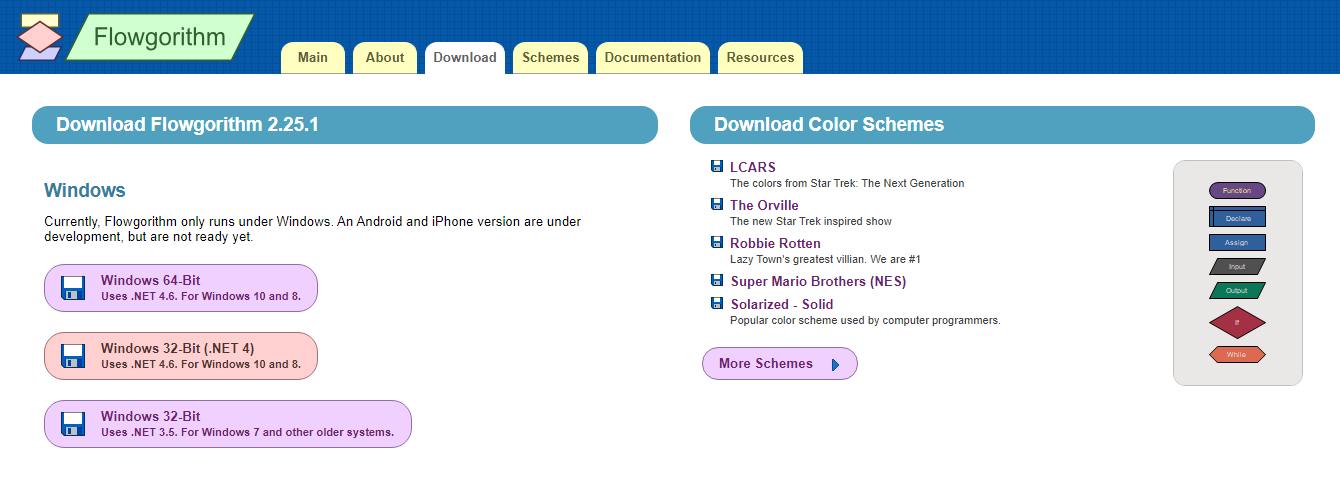 Flowgorithm
Main
About
Download
Schemes
Documentation
Resources
Download Flowgorithm 2.25.1
Windows
Currently, Flowgorithm only runs under Windows. An Android and iPhone version are under
development, but are not ready yet.
Windows 64-Bit
Uses .NET 4.6. For Windows 10 and 8.
Windows 32-Bit (.NET 4)
Uses .NET 4.6. For Windows 10 and 8.
Windows 32-Bit
Uses .NET 3.5. For Windows 7 and other older systems.
Download Color Schemes
LCARS
The colors from Star Trek: The Next Generation
The Orville
The new Star Trek inspired show
Robbie Rotten
Lazy Town's greatest villian. We are #1
Super Mario Brothers (NES)
Solarized - Solid
Popular color scheme used by computer programmers.
More Schemes
Function
Declare
Assign
Input
Output
If
While